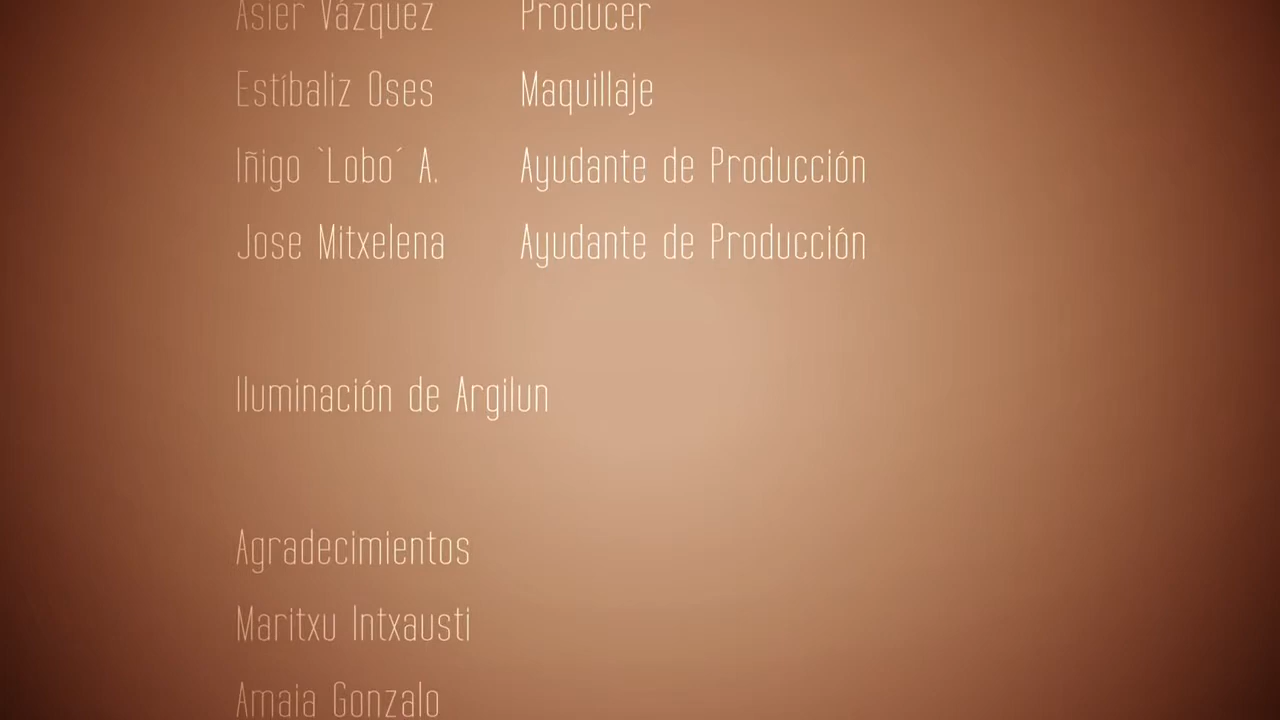 Asier Vázquez Producer
Estíbaliz Oses Maquillaje
Iñigo `Lobo´ A. Ayudante de Producción
Jose Mitxelena Ayudante de Producción
Iluminación de Argilun
Agradecimientos
Maritxu Intxausti
Amaia Gonzalo